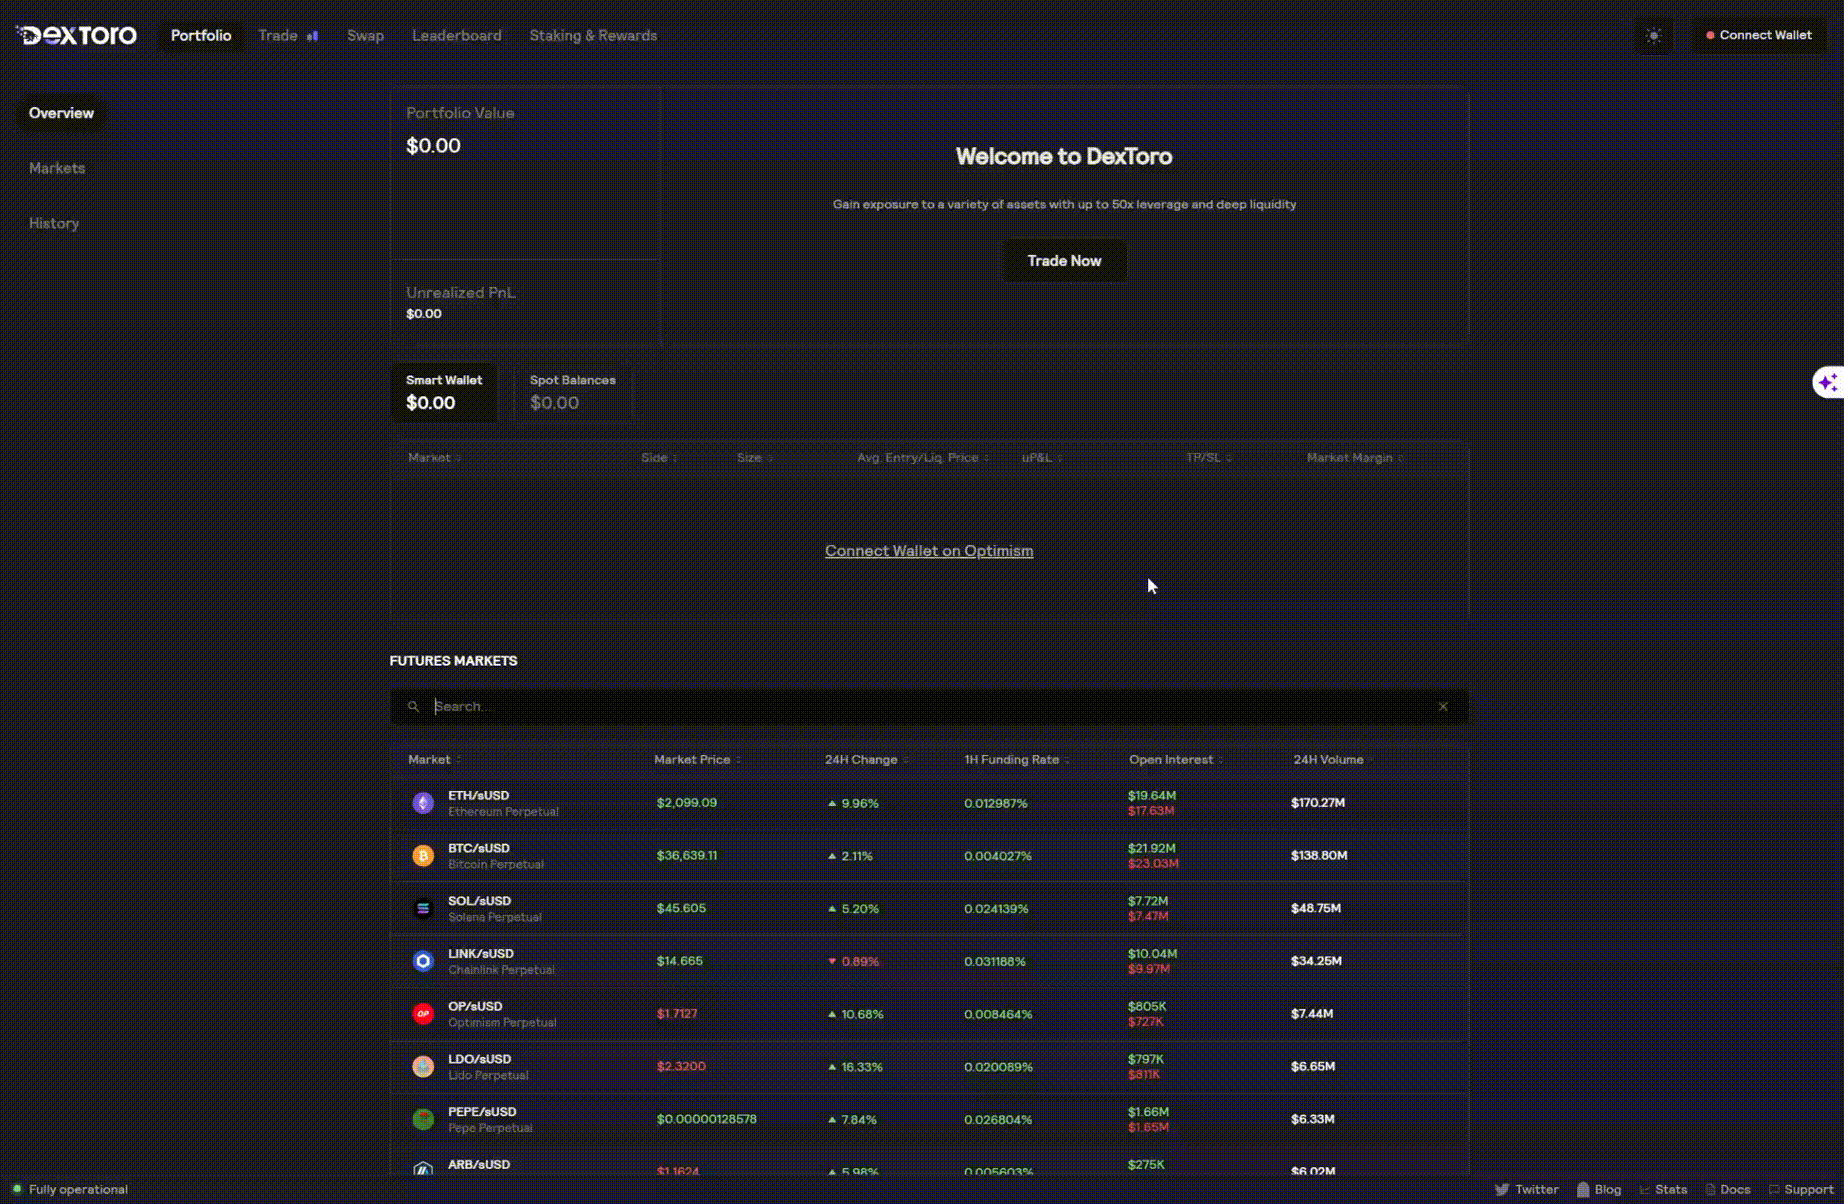 DEXTORO Portfolio Trade Swap Leaderboard Staking & Rewards Connect Wallet
Overview
Markets
History
Portfolio Value
$0.00
Unrealized PnL
$0.00
Welcome to DexToro
Gain exposure to a variety of assets with up to 50x leverage and deep liquidity
Trade Now
Smart Wallet
$0.00
Spot Balances
$0.00
Market Side Size Avg. Entry/Liq. Price uP&L TP/SL Market Margin
Connect Wallet on Optimism
FUTURES MARKETS
Search...
Market Market Price 24H Change 1H Funding Rate Open Interest 24H Volume
ETH/sUSD
Ethereum Perpetual
$2,099.09 9.96% 0.012987%
$19.64M
$17.63M
$170.27M
BTC/sUSD
Bitcoin Perpetual
$36,639.11 2.11% 0.004027%
$21.92M
$23.03M
$138.80M
SOL/sUSD
Solana Perpetual
$45.605 5.20% 0.024139%
$7.72M
$7.47M
$48.75M
LINK/sUSD
Chainlink Perpetual
$14.665 0.89% 0.031188%
$10.04M
$9.97M
$34.25M
OP
OP/sUSD
Optimism Perpetual
$1.7127 10.68% 0.008464%
$805K
$727K
$7.44M
LDO/sUSD
Lido Perpetual
$2.3200 16.33% 0.020089%
$797K
$811K
$6.65M
PEPE/sUSD
Pepe Perpetual
$0.00000128578 7.84% 0.026804%
$1.66M
$1.65M
$6.33M
ARB/sUSD
$1.1624 5.98% 0.005603%
$275K
$6.02M
Fully operational Twitter Blog Stats Docs Support